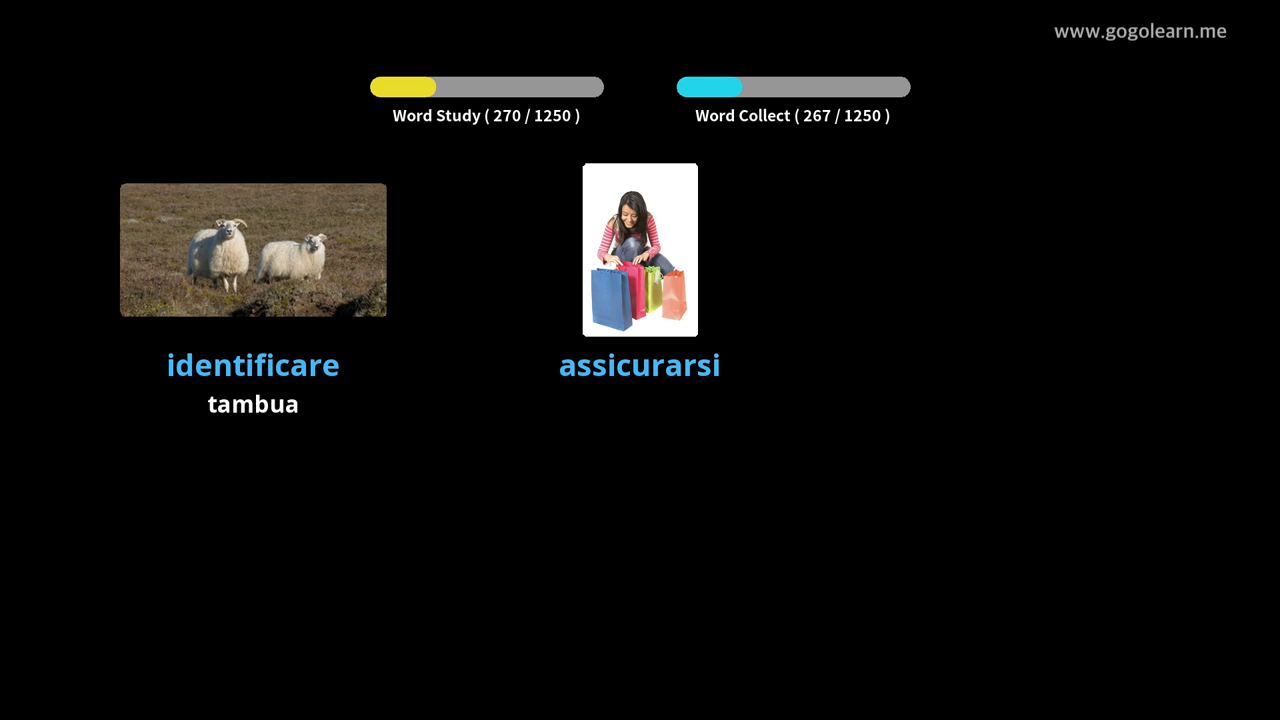 www.gogolearn.me
Word Study ( 270 / 1250 )
Word Collect ( 267 / 1250 )
identificare
tambua
assicurarsi